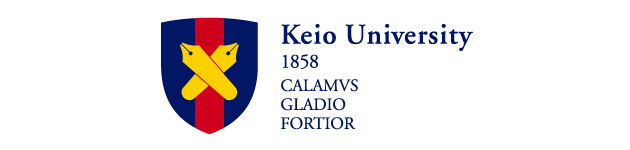 Keio University
1858
CALAMVS
GLADIO
FORTIOR